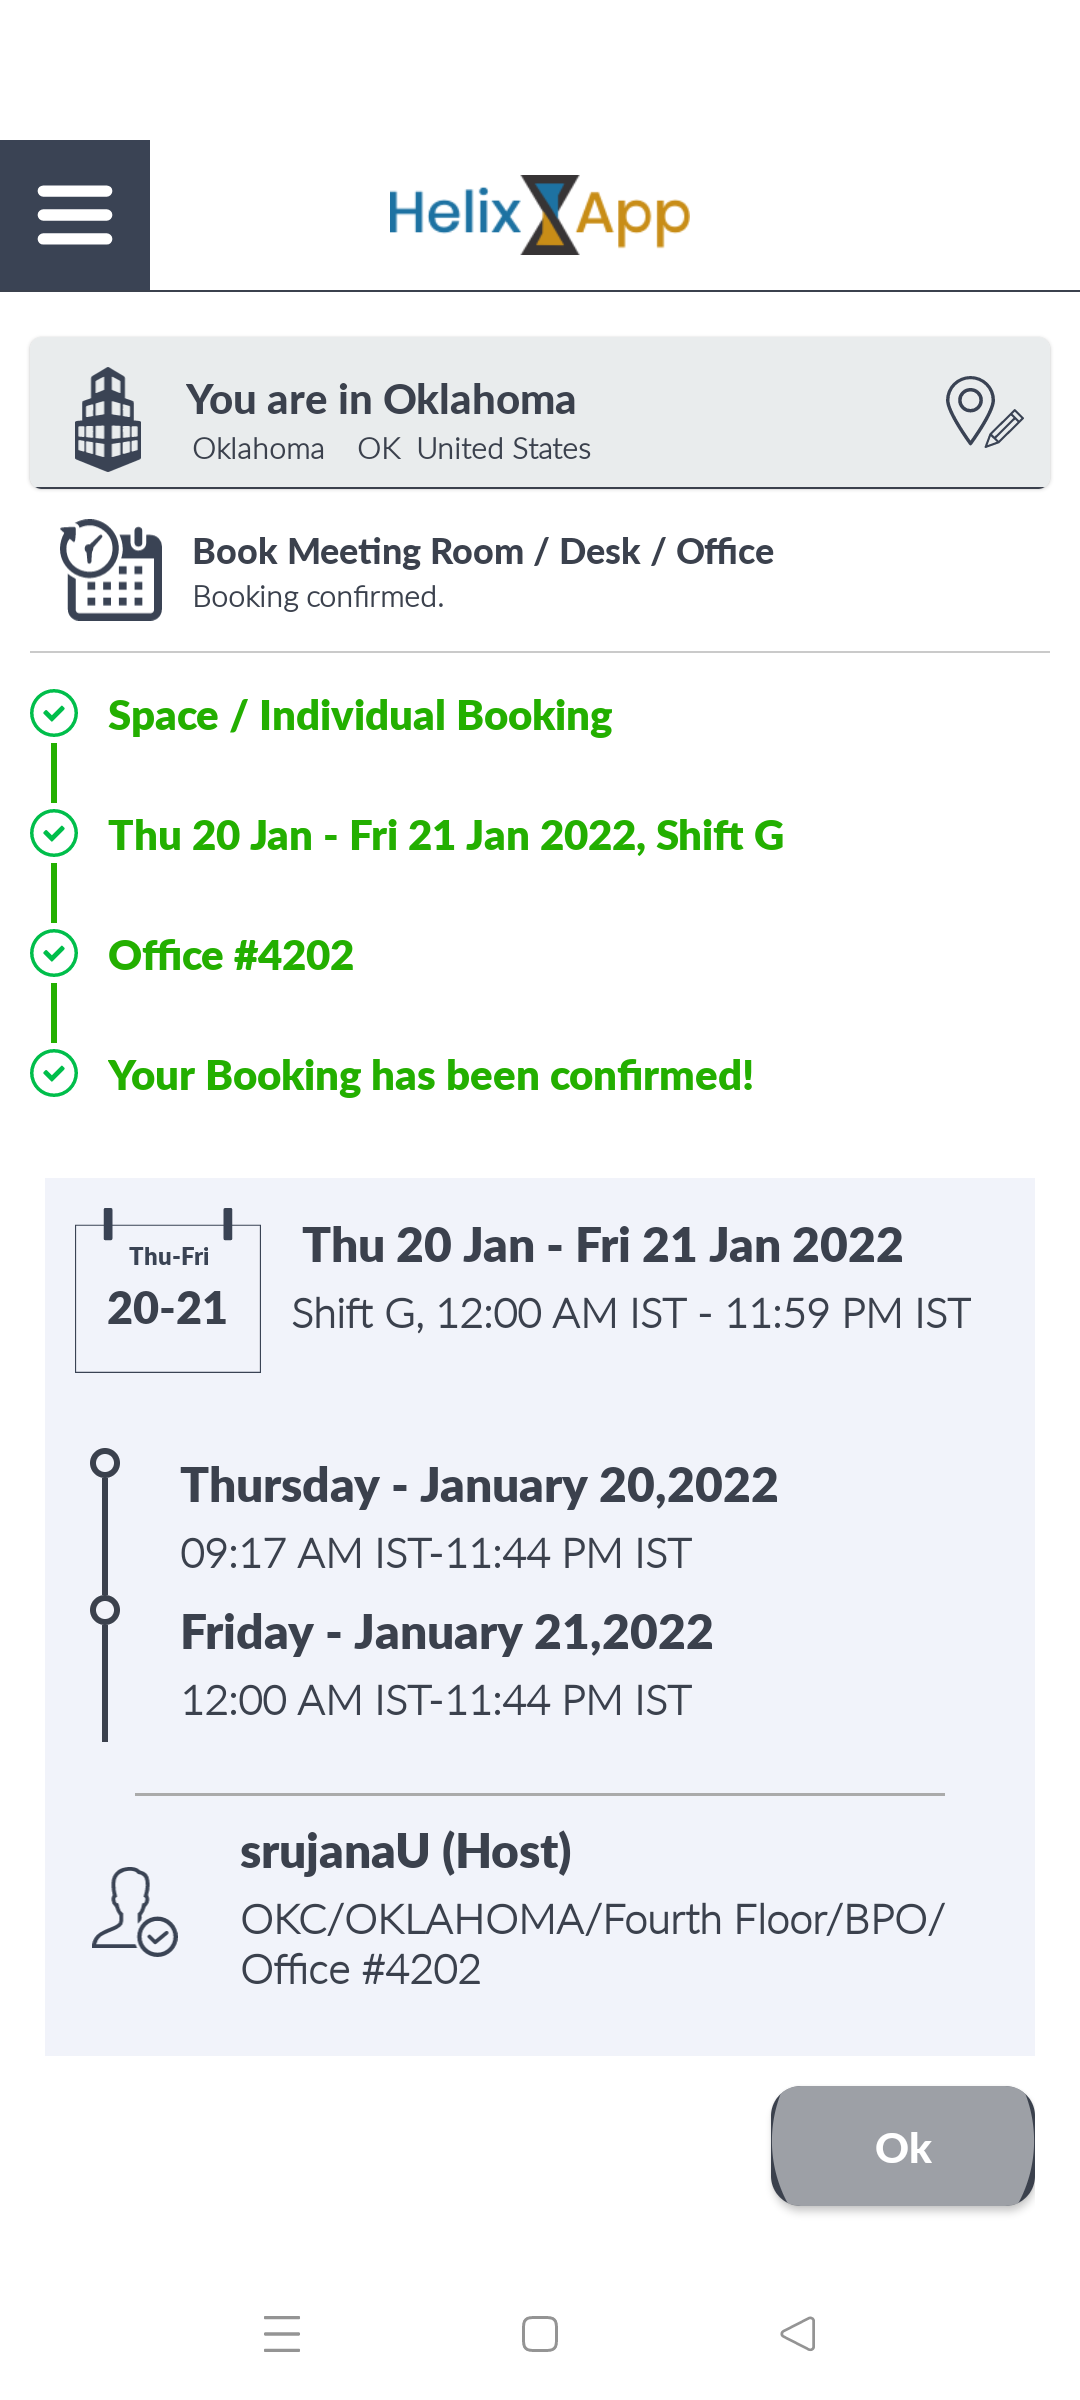 Helix App
You are in Oklahoma
Oklahoma OK United States
Book Meeting Room / Desk / Office
Booking confirmed.
Space / Individual Booking
Thu 20 Jan - Fri 21 Jan 2022, Shift G
Office #4202
Your Booking has been confirmed!
Thu-Fri
20-21
Thu 20 Jan - Fri 21 Jan 2022
Shift G, 12:00 AM IST - 11:59 PM IST
Thursday - January 20,2022
09:17 AM IST-11:44 PM IST
Friday - January 21,2022
12:00 AM IST-11:44 PM IST
srujanaU (Host)
OKC/OKLAHOMA/Fourth Floor/BPO/
Office #4202
Ok